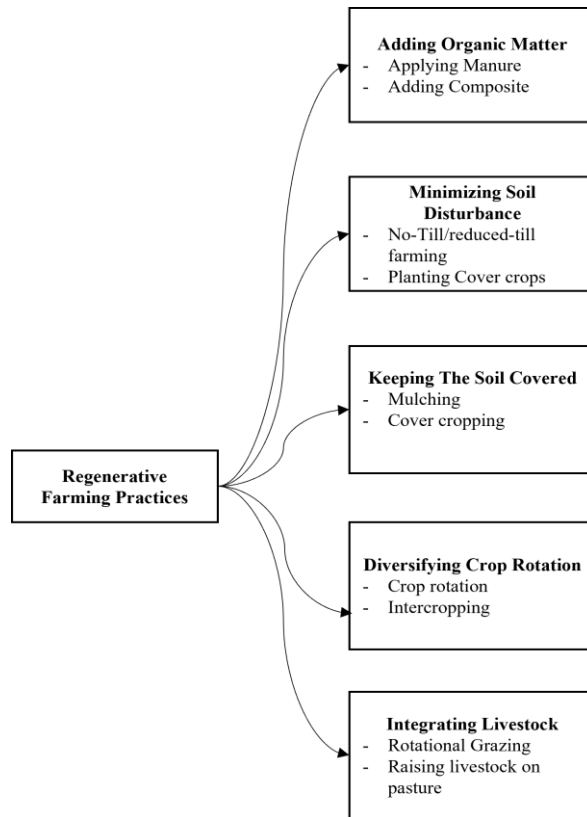 Adding Organic Matter
- Applying Manure
- Adding Composite
Minimizing Soil
Disturbance
- No-Till/reduced-till
farming
- Planting Cover crops
Keeping The Soil Covered
- Mulching
- Cover cropping
Regenerative
Farming Practices
Diversifying Crop Rotation
- Crop rotation
- Intercropping
Integrating Livestock
- Rotational Grazing
- Raising livestock on
pasture